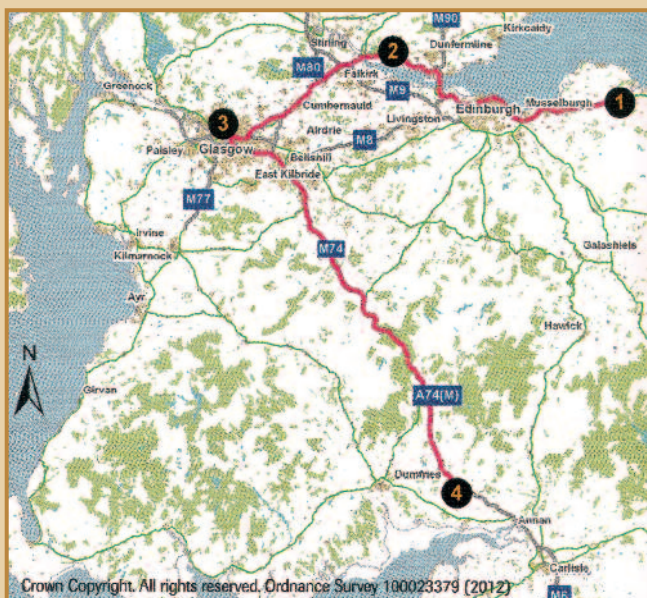 M90
Kirkcaldy
Stirling
2
Dunfermline
M80
Falkirk
Greenock
M9
Cumbernauld
Edinburgh
Musselburgh
1
3
Airdrie
Livingston
Paisley
Glasgow
M8
Bellshill
East Kilbride
M77
Irvine
M74
Galashiels
Kilmarnock
Ayr
Hawick
N
Girvan
A74(M)
Dumfries
4
Annan
Carlisle
Crown Copyright. All rights reserved. Ordnance Survey 100023379 (2012)
M6